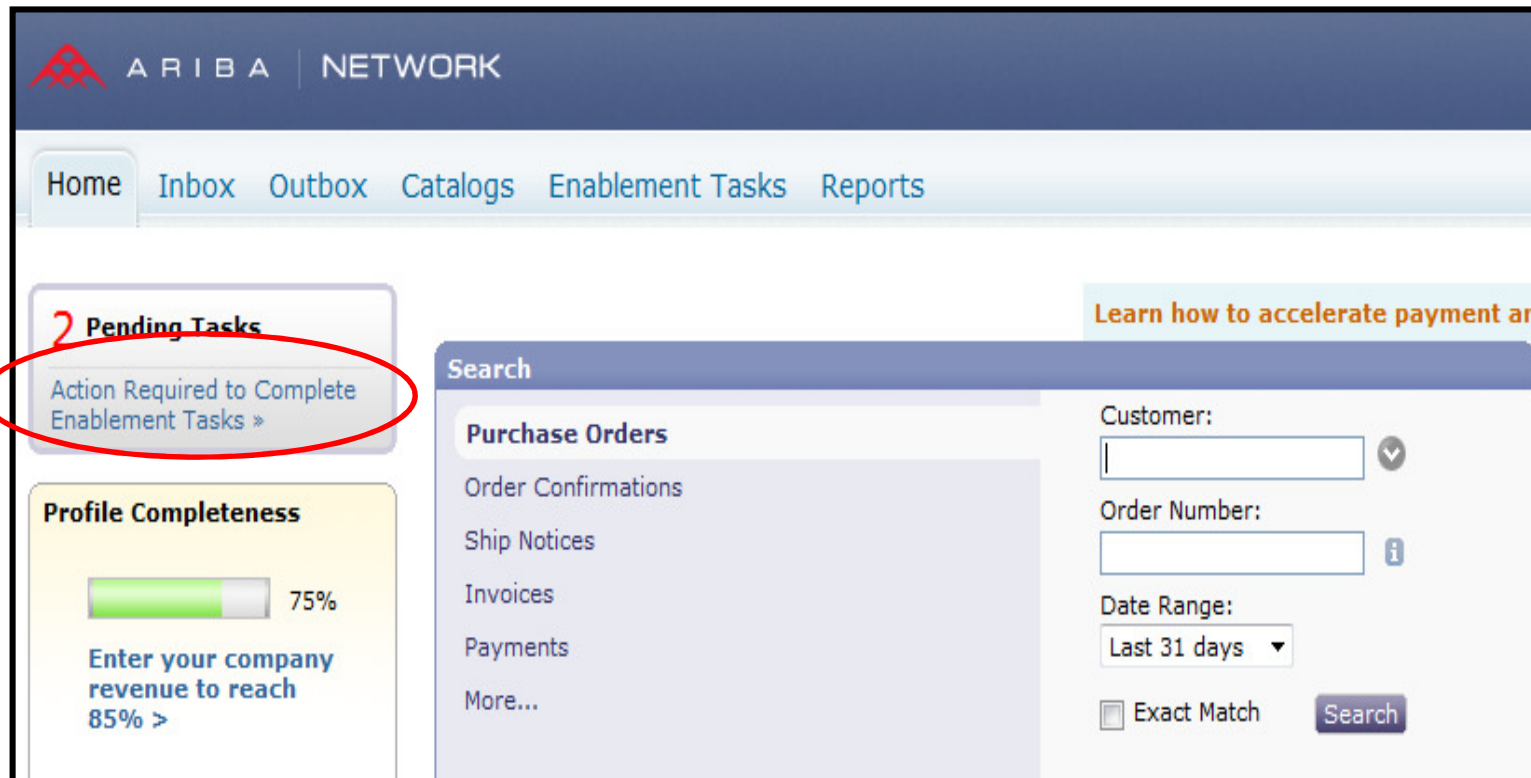 ARIBA | NETWORK
Home Inbox Outbox Catalogs Enablement Tasks Reports
2 Pending Tasks
Action Required to Complete
Enablement Tasks »
Profile Completeness
75%
Enter your company
revenue to reach
85% >
Learn how to accelerate payment an
Search
Purchase Orders
Order Confirmations
Ship Notices
Invoices
Payments
More...
Customer:
Order Number:
Date Range:
Last 31 days
Exact Match
Search